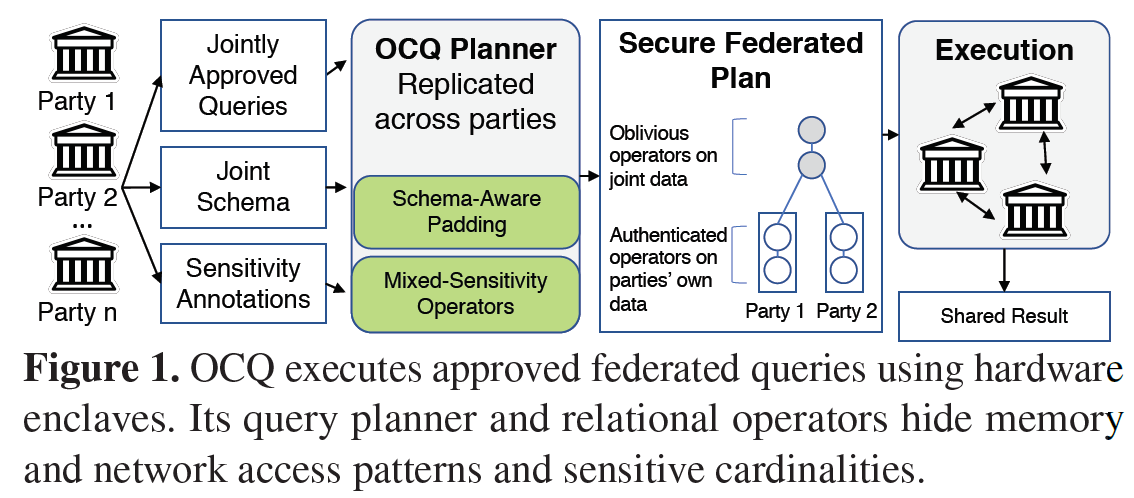 Party 1
Party 2
...
Party n
Jointly
Approved
Queries
Joint
Schema
Sensitivity
Annotations
OCQ Planner
Replicated
across parties
Schema-Aware
Padding
Mixed-Sensitivity
Operators
Secure Federated
Plan
Oblivious
operators on
joint data
Authenticated
operators on
parties’ own
data
Party 1 Party 2
Execution
Shared Result
Figure 1. OCQ executes approved federated queries using hardware
enclaves. Its query planner and relational operators hide memory
and network access patterns and sensitive cardinalities.